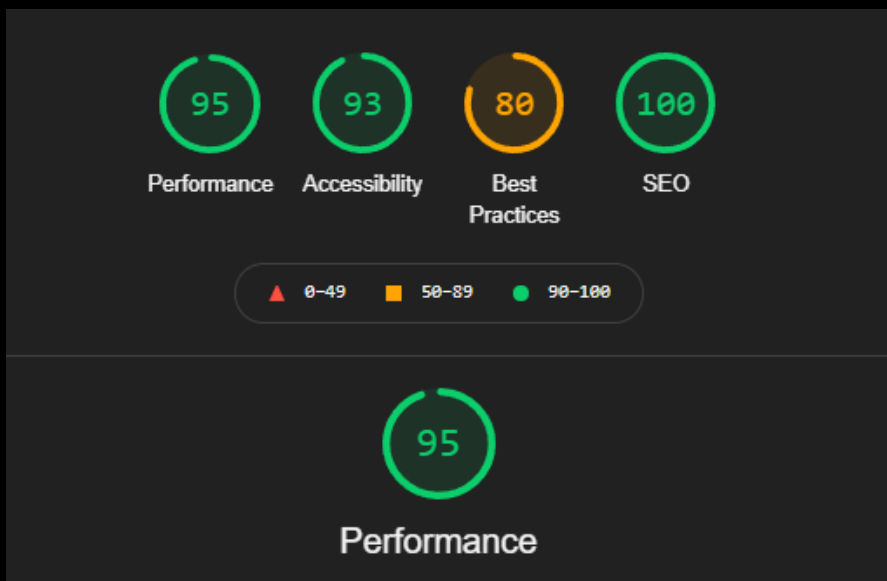 95 93 80 100
Performance Accessibility Best Practices SEO
0–49 50–89 90–100
95
Performance